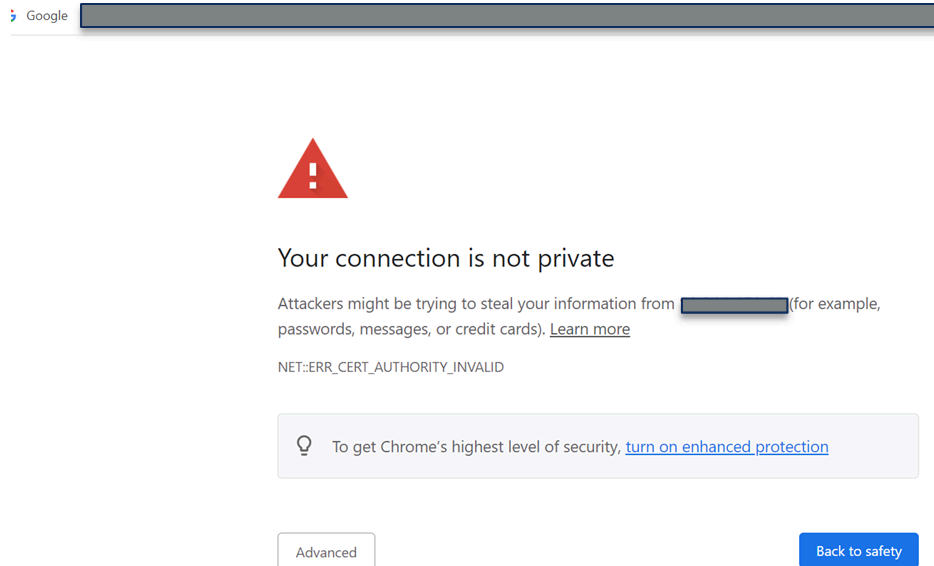 Google
Your connection is not private
Attackers might be trying to steal your information from (for example,
passwords, messages, or credit cards). Learn more
NET::ERR_CERT_AUTHORITY_INVALID
To get Chrome’s highest level of security, turn on enhanced protection
Advanced
Back to safety